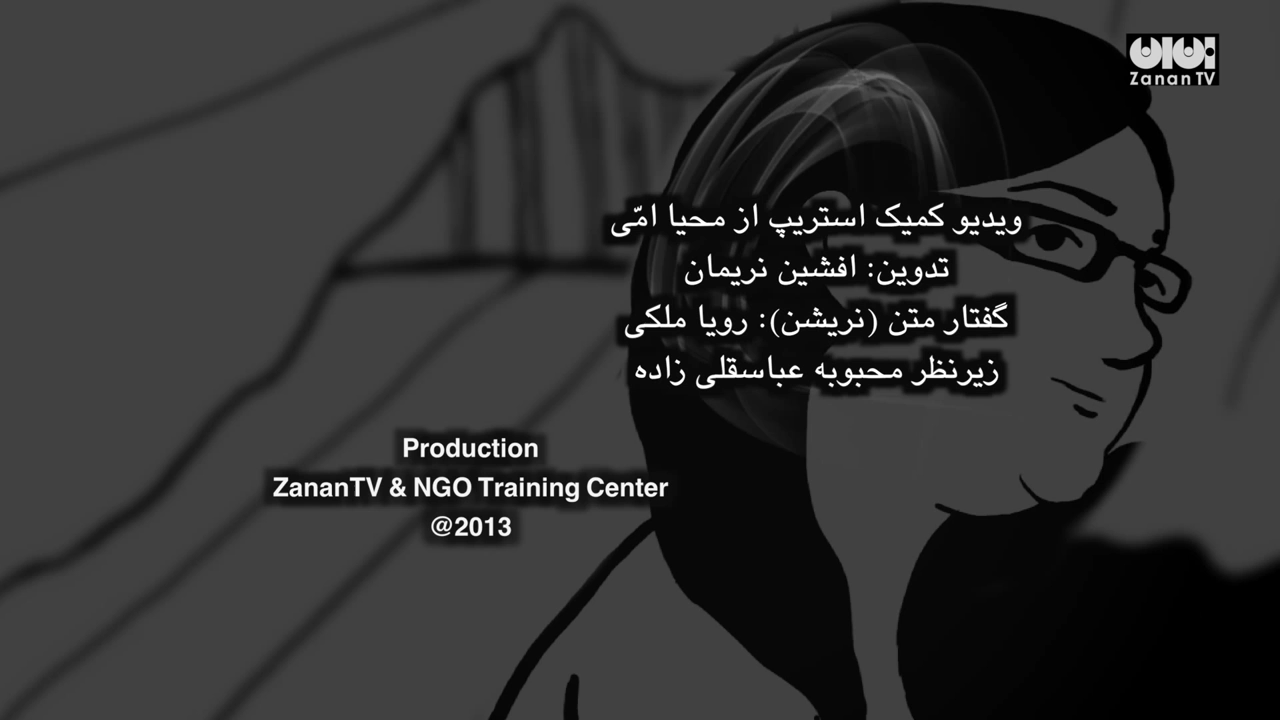 زنان
Zanan TV
ویدیو کمیک استریپ از محیا امّی
تدوین: افشین نریمان
گفتار متن (نریشن): رویا ملکی
زیرنظر محبوبه عباسقلی زاده
Production
ZananTV & NGO Training Center
@2013